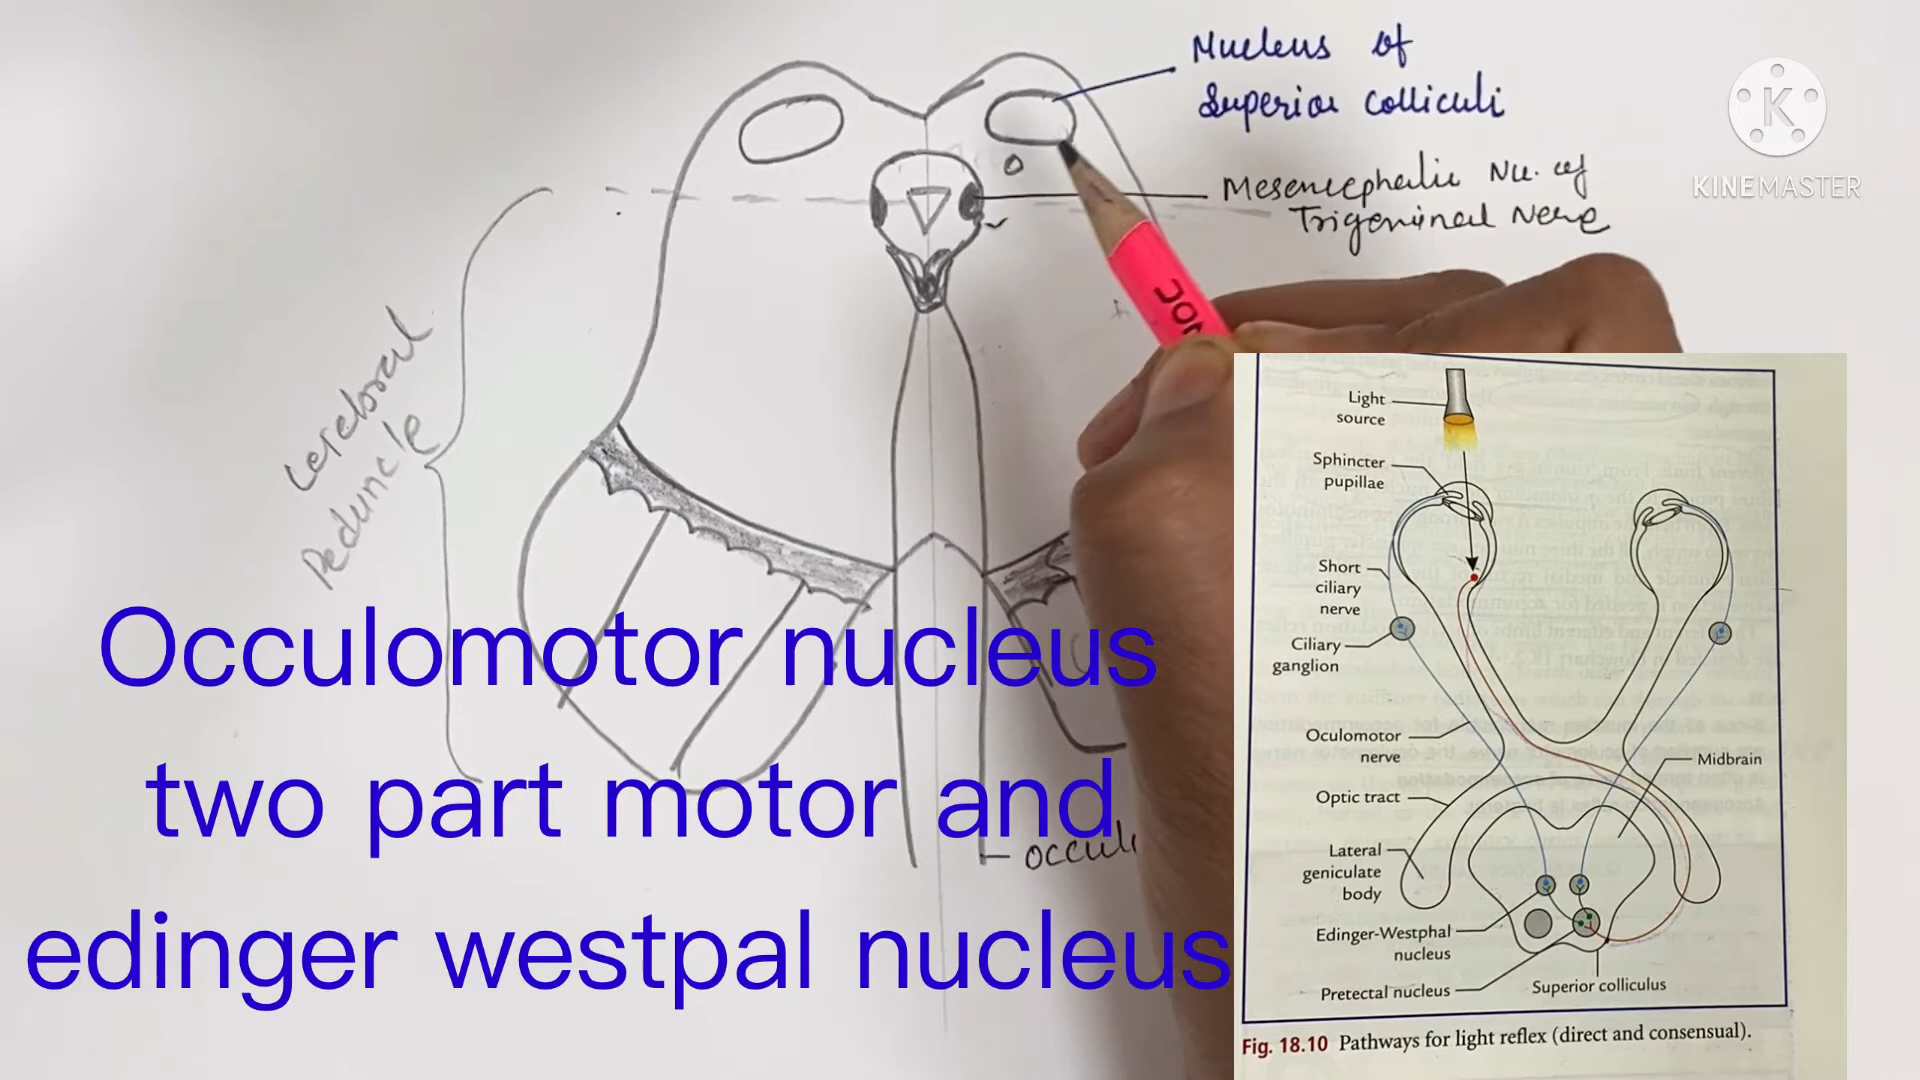 Nucleus of
Superior Colliculi
Mesencephalic Nu. of
Trigeminal Nerve
KINEMASTER
Cerebral
Peduncle
Occulomotor nucleus
two part motor and
edinger westpal nucleus
occul
Light
source
Sphincter
pupillae
Short
ciliary
nerve
Ciliary
ganglion
Oculomotor
nerve
Midbrain
Optic tract
Lateral
geniculate
body
Edinger-Westphal
nucleus
Pretectal nucleus
Superior colliculus
Fig. 18.10 Pathways for light reflex (direct and consensual).